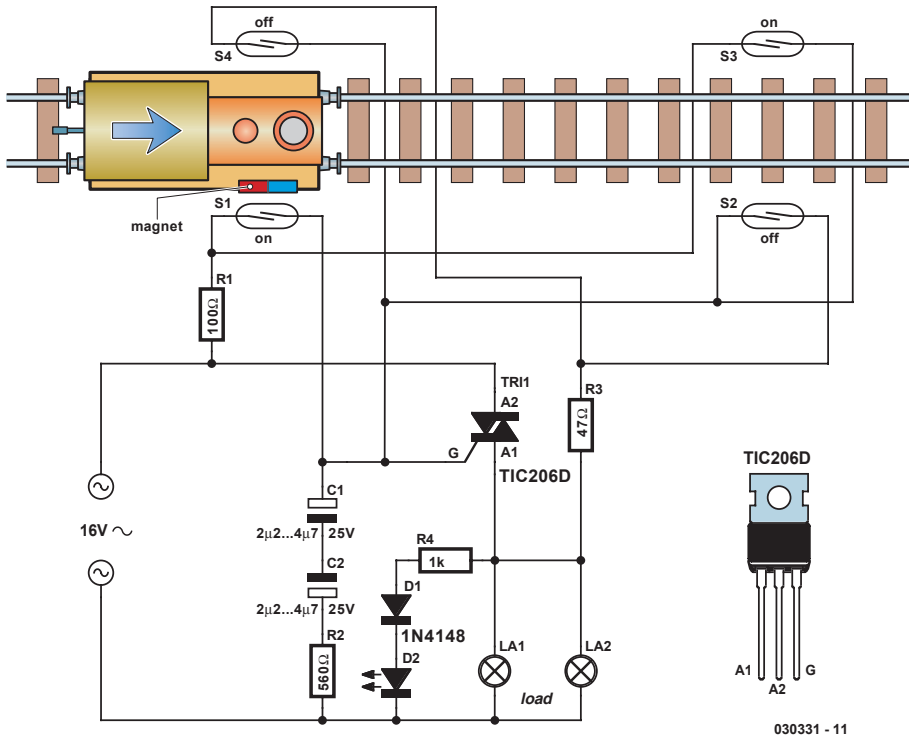 off
S4
on
S3
magnet
S1
on
S2
off
R1
100Ω
TRI1
A2
R3
47Ω
G
A1
TIC206D
TIC206D
C1
2µ2...4µ7 25V
16V ~
C2
2µ2...4µ7 25V
R4
1k
D1
1N4148
R2
560Ω
D2
LA1
LA2
load
A1
A2
G
030331 - 11